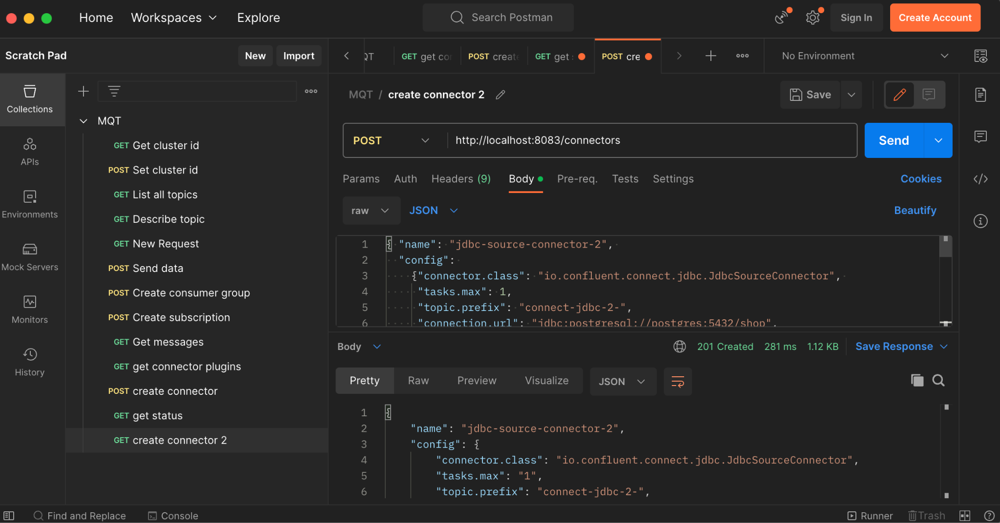 Home Workspaces Explore Search Postman Sign In Create Account
Scratch Pad New Import
QT GET get co POST create GET get POST cre No Environment
Collections
APIs
Environments
Mock Servers
Monitors
History
MQT
GET Get cluster id
POST Set cluster id
GET List all topics
GET Describe topic
GET New Request
POST Send data
POST Create consumer group
POST Create subscription
GET Get messages
GET get connector plugins
POST create connector
GET get status
GET create connector 2
MQT / create connector 2 Save
POST http://localhost:8083/connectors Send
Params Auth Headers (9) Body Pre-req. Tests Settings Cookies
raw JSON Beautify
1 { "name": "jdbc-source-connector-2",
2 "config":
3 {"connector.class": "io.confluent.connect.jdbc.JdbcSourceConnector",
4 "tasks.max": 1,
5 "topic.prefix": "connect-jdbc-2-",
6 "connection.url": "jdbc:postgresql://postgres:5432/shop",
Body 201 Created 281 ms 1.12 KB Save Response
Pretty Raw Preview Visualize JSON
1 {
2 "name": "jdbc-source-connector-2",
3 "config": {
4 "connector.class": "io.confluent.connect.jdbc.JdbcSourceConnector",
5 "tasks.max": "1",
6 "topic.prefix": "connect-jdbc-2-",
Find and Replace Console Runner Trash